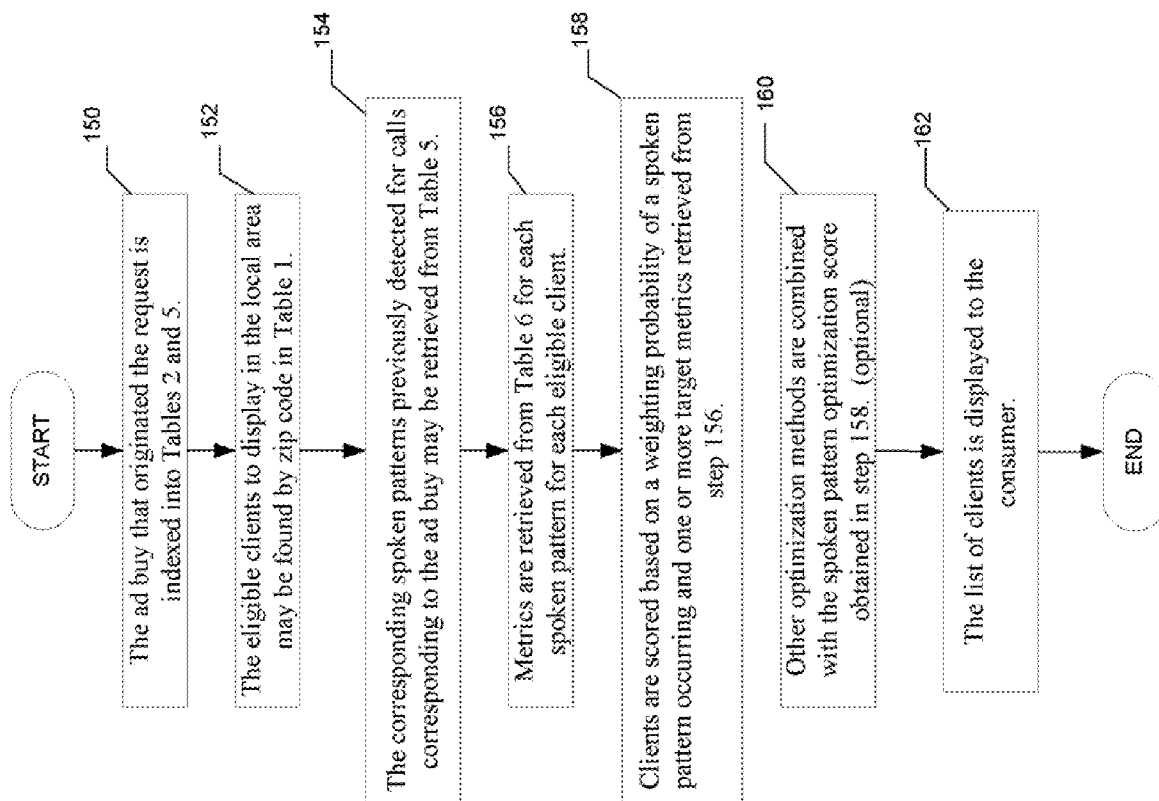 START
150
The ad buy that originated the request is
indexed into Tables 2 and 5.
152
The eligible clients to display in the local area
may be found by zip code in Table 1.
154
The corresponding spoken patterns previously detected for calls
corresponding to the ad buy may be retrieved from Table 5.
156
Metrics are retrieved from Table 6 for each
spoken pattern for each eligible client.
158
Clients are scored based on a weighting probability of a spoken
pattern occurring and one or more target metrics retrieved from
step 156.
160
Other optimization methods are combined
with the spoken pattern optimization score
obtained in step 158. (optional)
162
The list of clients is displayed to the
consumer.
END